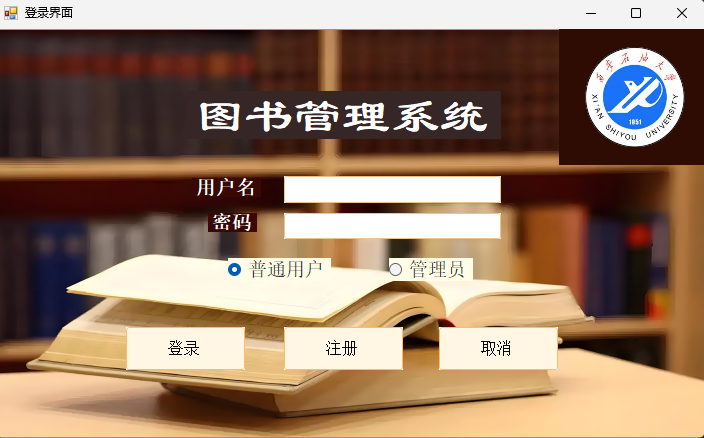 登录界面
西安石油大学
XI'AN SHIYOU UNIVERSITY
1951
图书管理系统
用户名
密码
普通用户 管理员
登录 注册 取消